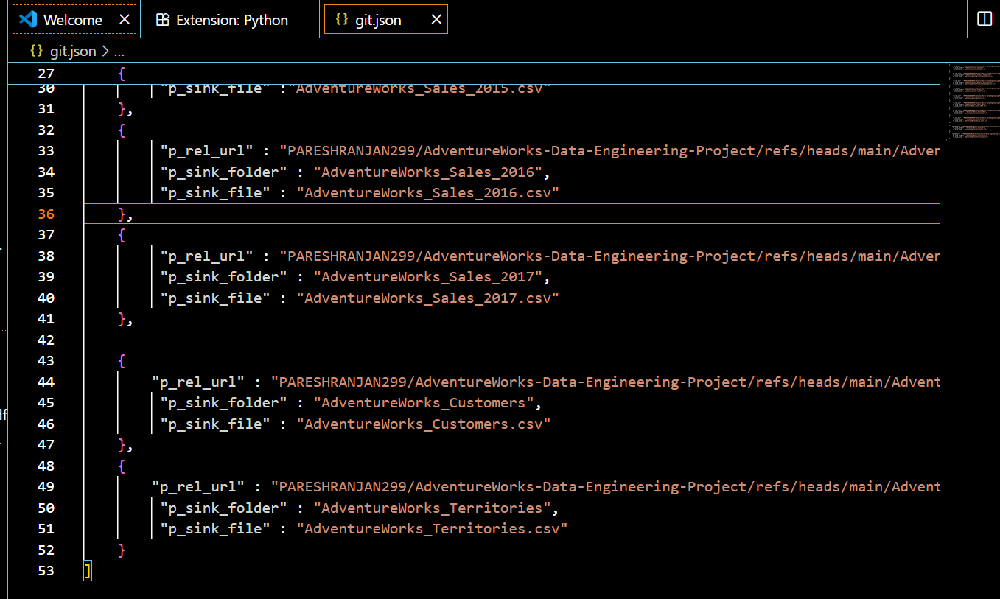 Welcome
Extension: Python
{} git.json
{} git.json > ...
27 {
30 "p_sink_file" :"AdventureWorks_Sales_2015.csv"
31 },
32 {
33 "p_rel_url" : "PARESHRANJAN299/AdventureWorks-Data-Engineering-Project/refs/heads/main/Adven
34 "p_sink_folder" : "AdventureWorks_Sales_2016",
35 "p_sink_file" : "AdventureWorks_Sales_2016.csv"
36 },
37 {
38 "p_rel_url" : "PARESHRANJAN299/AdventureWorks-Data-Engineering-Project/refs/heads/main/Adven
39 "p_sink_folder" : "AdventureWorks_Sales_2017",
40 "p_sink_file" : "AdventureWorks_Sales_2017.csv"
41 },
42
43 {
44 "p_rel_url" : "PARESHRANJAN299/AdventureWorks-Data-Engineering-Project/refs/heads/main/Advent
45 "p_sink_folder" : "AdventureWorks_Customers",
46 "p_sink_file" : "AdventureWorks_Customers.csv"
47 },
48 {
49 "p_rel_url" : "PARESHRANJAN299/AdventureWorks-Data-Engineering-Project/refs/heads/main/Advent
50 "p_sink_folder" : "AdventureWorks_Territories",
51 "p_sink_file" : "AdventureWorks_Territories.csv"
52 }
53 ]